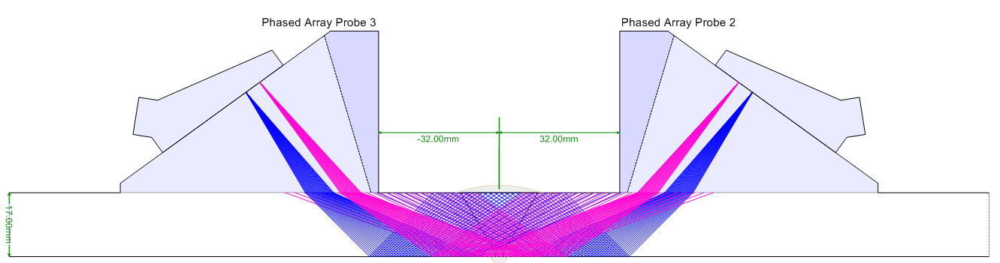 Phased Array Probe 3
Phased Array Probe 2
-32.00mm
32.00mm
17.00mm